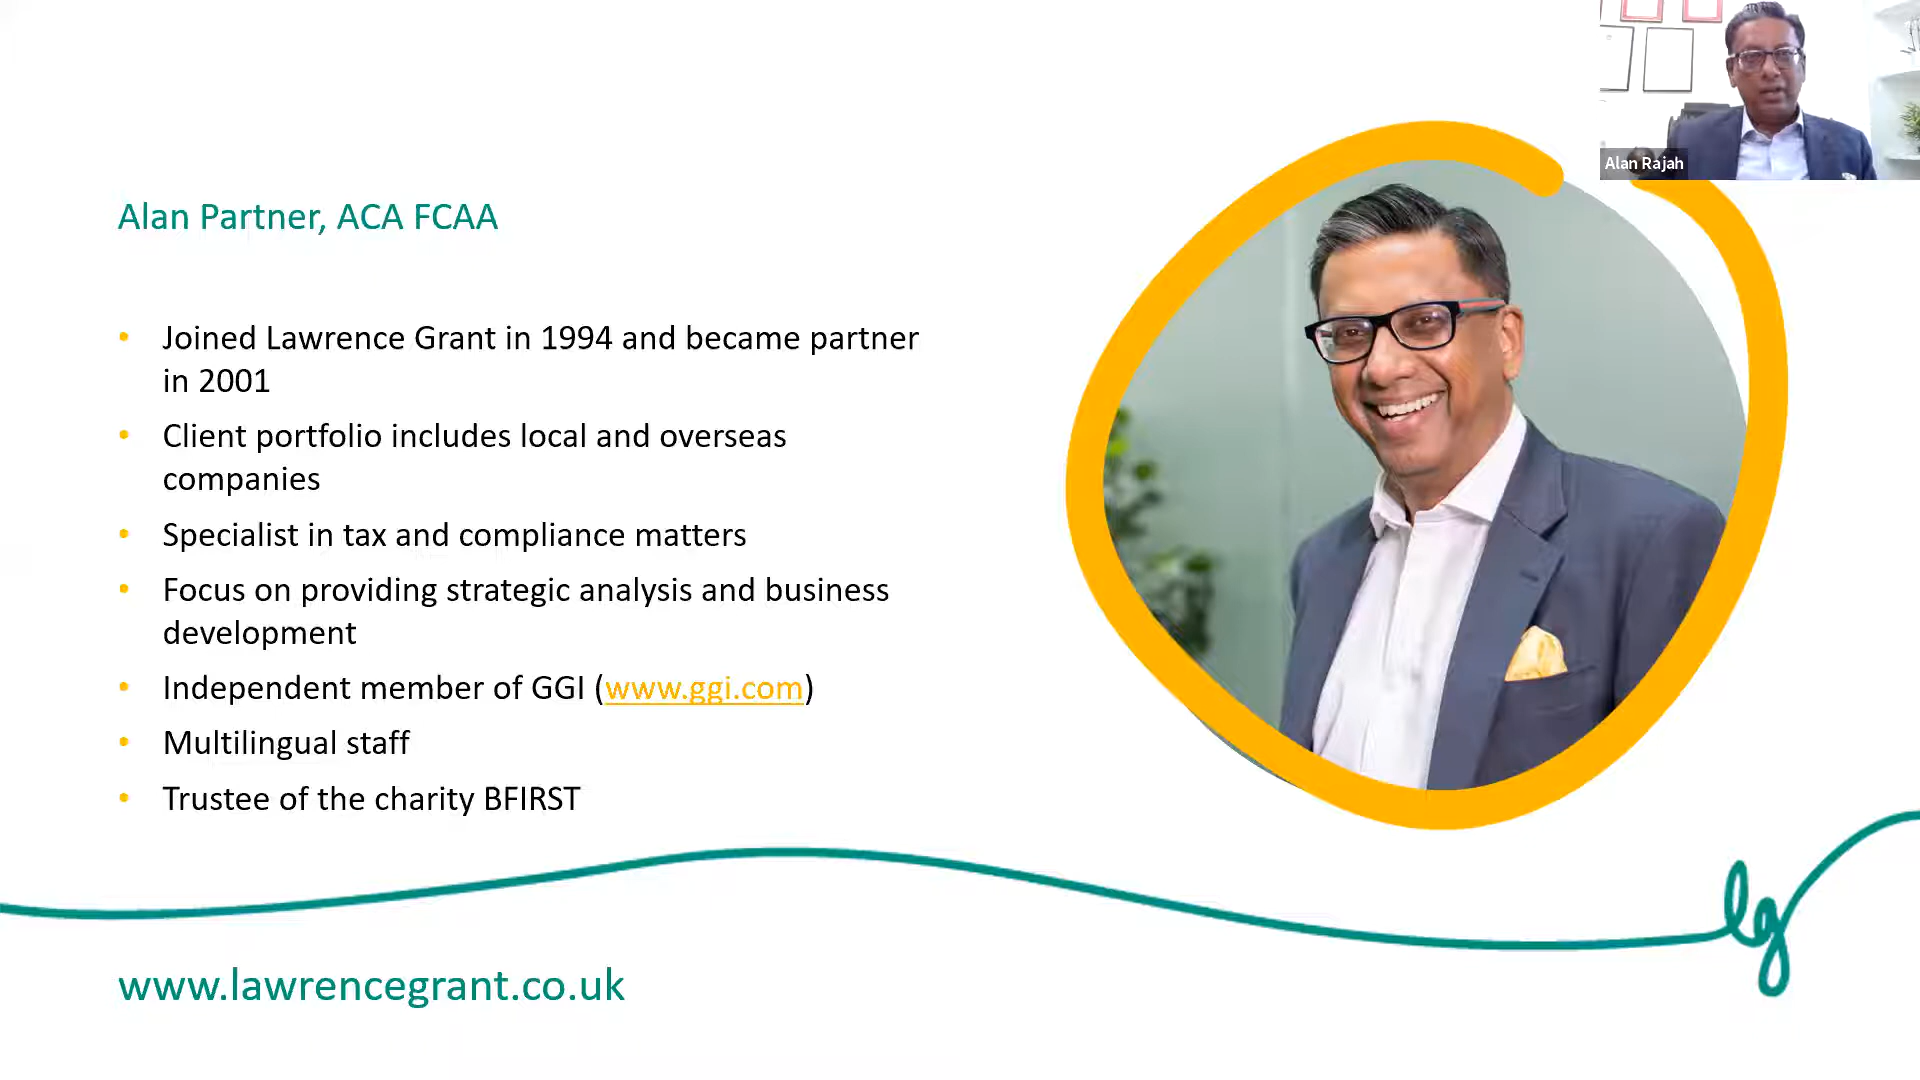 Alan Rajah
Alan Partner, ACA FCAA
• Joined Lawrence Grant in 1994 and became partner
in 2001
• Client portfolio includes local and overseas
companies
• Specialist in tax and compliance matters
• Focus on providing strategic analysis and business
development
• Independent member of GGI (www.ggi.com)
• Multilingual staff
• Trustee of the charity BFIRST
lg
www.lawrencegrant.co.uk